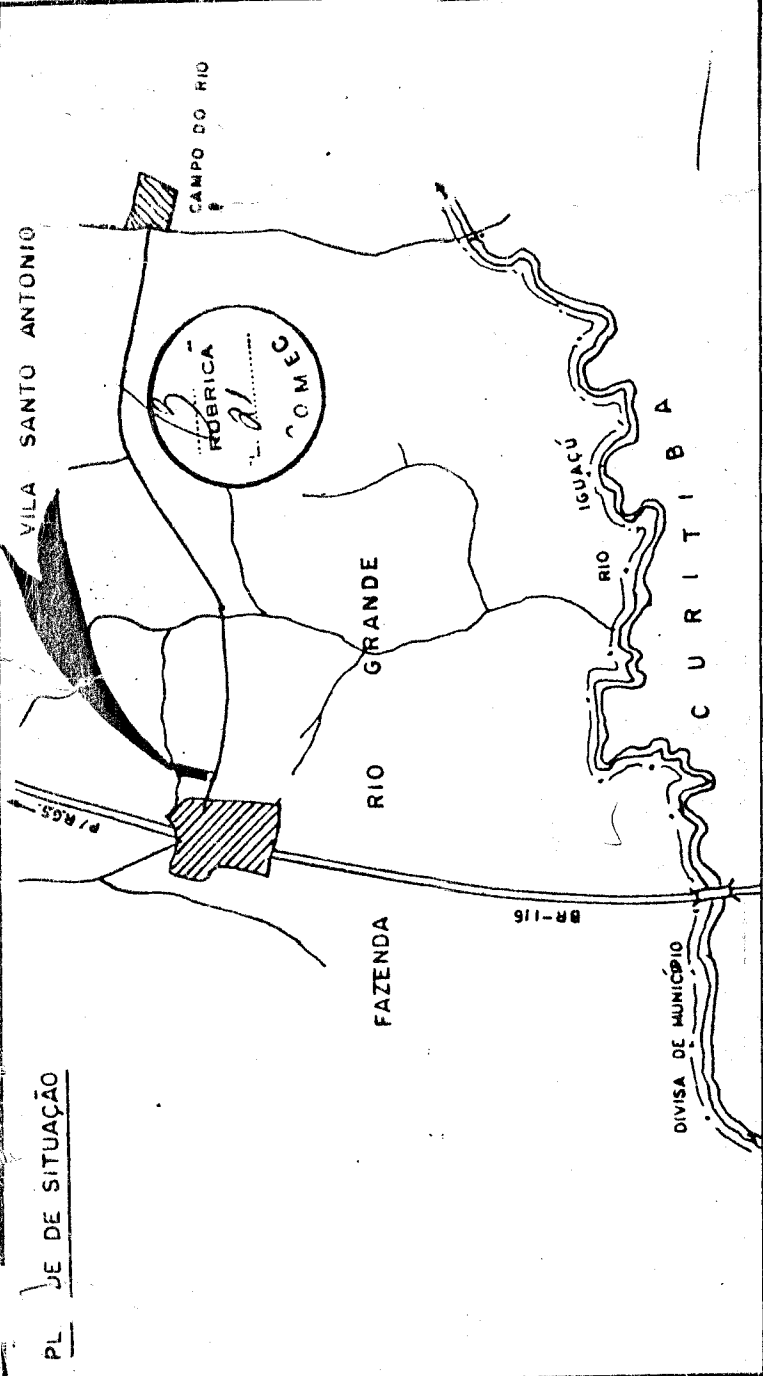 PL DE SITUAÇÃO
VILA SANTO ANTONIO
CAMPO DO RIO
P/ R.G.S.
RUBRICA
21
COMEC
FAZENDA RIO GRANDE
BR-116
RIO IGUAÇÚ
DIVISA DE MUNICÍPIO
CURITIBA